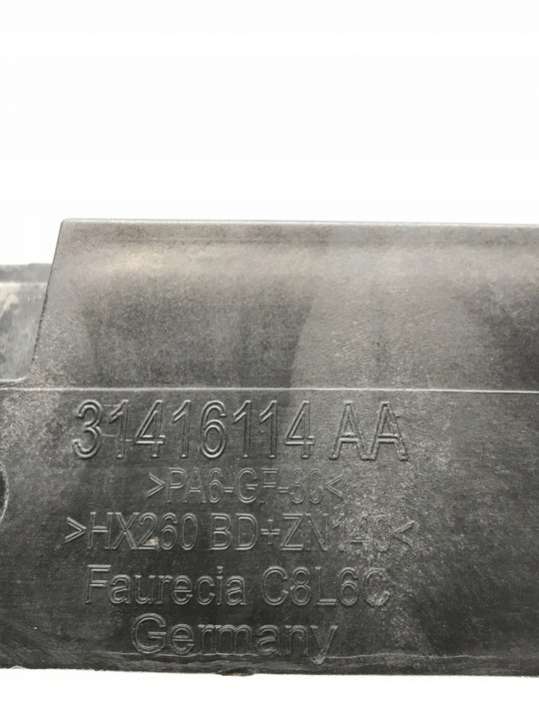 31416114 AA
>PA6-GF-30<
>HX260 BD+ZN140<
Faurecia C8L6C
Germany